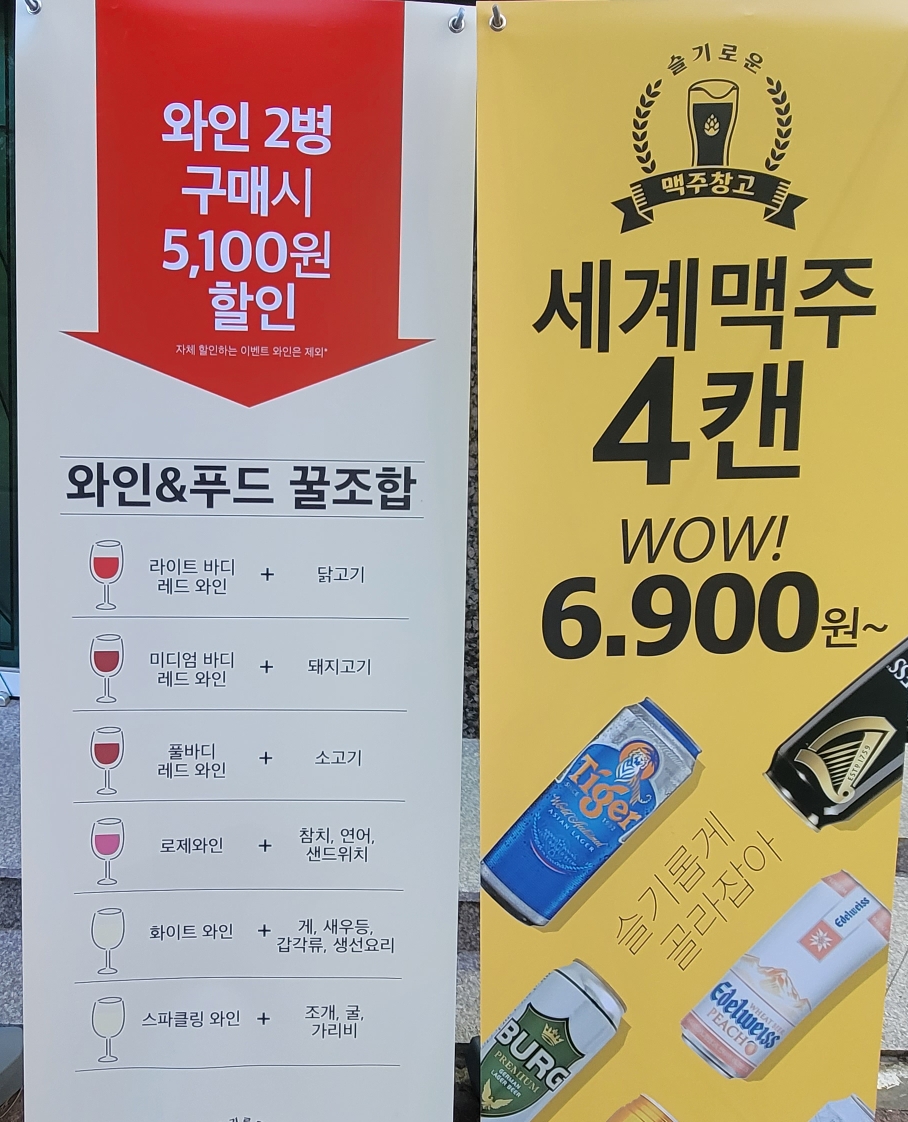 와인 2병
구매시
5,100원
할인
자체 할인하는 이벤트 와인은 제외*
와인&푸드 꿀조합
라이트 바디
레드 와인
+
닭고기
미디엄 바디
레드 와인
+
돼지고기
풀바디
레드 와인
+
소고기
로제와인
+
참치, 연어,
샌드위치
화이트 와인
+
게, 새우등,
갑각류, 생선요리
스파클링 와인
+
조개, 굴,
가리비
슬기로운
맥주창고
세계맥주
4캔
WOW!
6.900원~
Tiger
World Acclaimed
ASIAN LAGER
ESTD 1759
슬기롭게
골라잡아
Edelweiss
Edelweiss
PEACH
BURG
PREMIUM
GERMAN
LAGER BEER